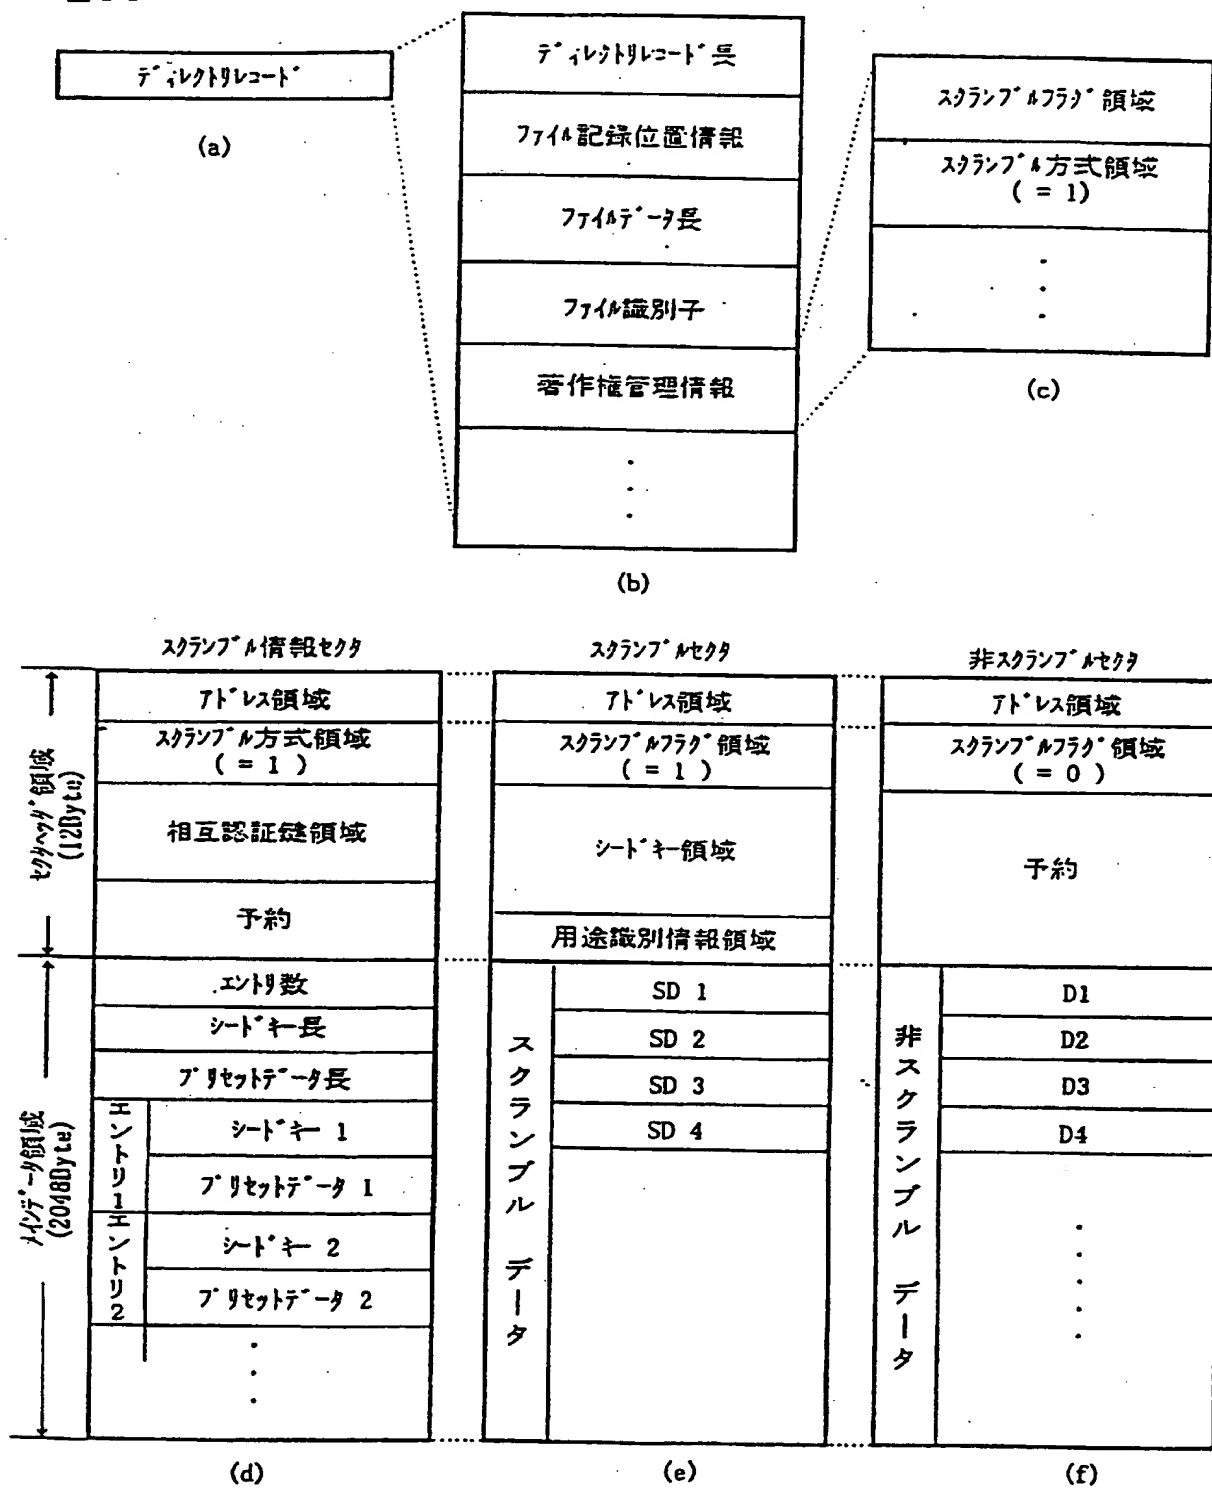 ディレクトリレコード
(a)
ディレクトリレコード長
ファイル記録位置情報
ファイルデータ長
ファイル識別子
著作権管理情報
(b)
スクランブルフラグ領域
スクランブル方式領域
( = 1)
(c)
スクランブル情報セクタ
アドレス領域
スクランブル方式領域
( = 1 )
相互認証鍵領域
予約
エントリ数
シードキー長
プリセットデータ長
エントリ1
シードキー 1
プリセットデータ 1
エントリ2
シードキー 2
プリセットデータ 2
セクタヘッダ領域
(12Byte)
メインデータ領域
(2048Byte)
(d)
スクランブルセクタ
アドレス領域
スクランブルフラグ領域
( = 1 )
シードキー領域
用途識別情報領域
スクランブル データ
SD 1
SD 2
SD 3
SD 4
(e)
非スクランブルセクタ
アドレス領域
スクランブルフラグ領域
( = 0 )
予約
非スクランブル データ
D1
D2
D3
D4
(f)